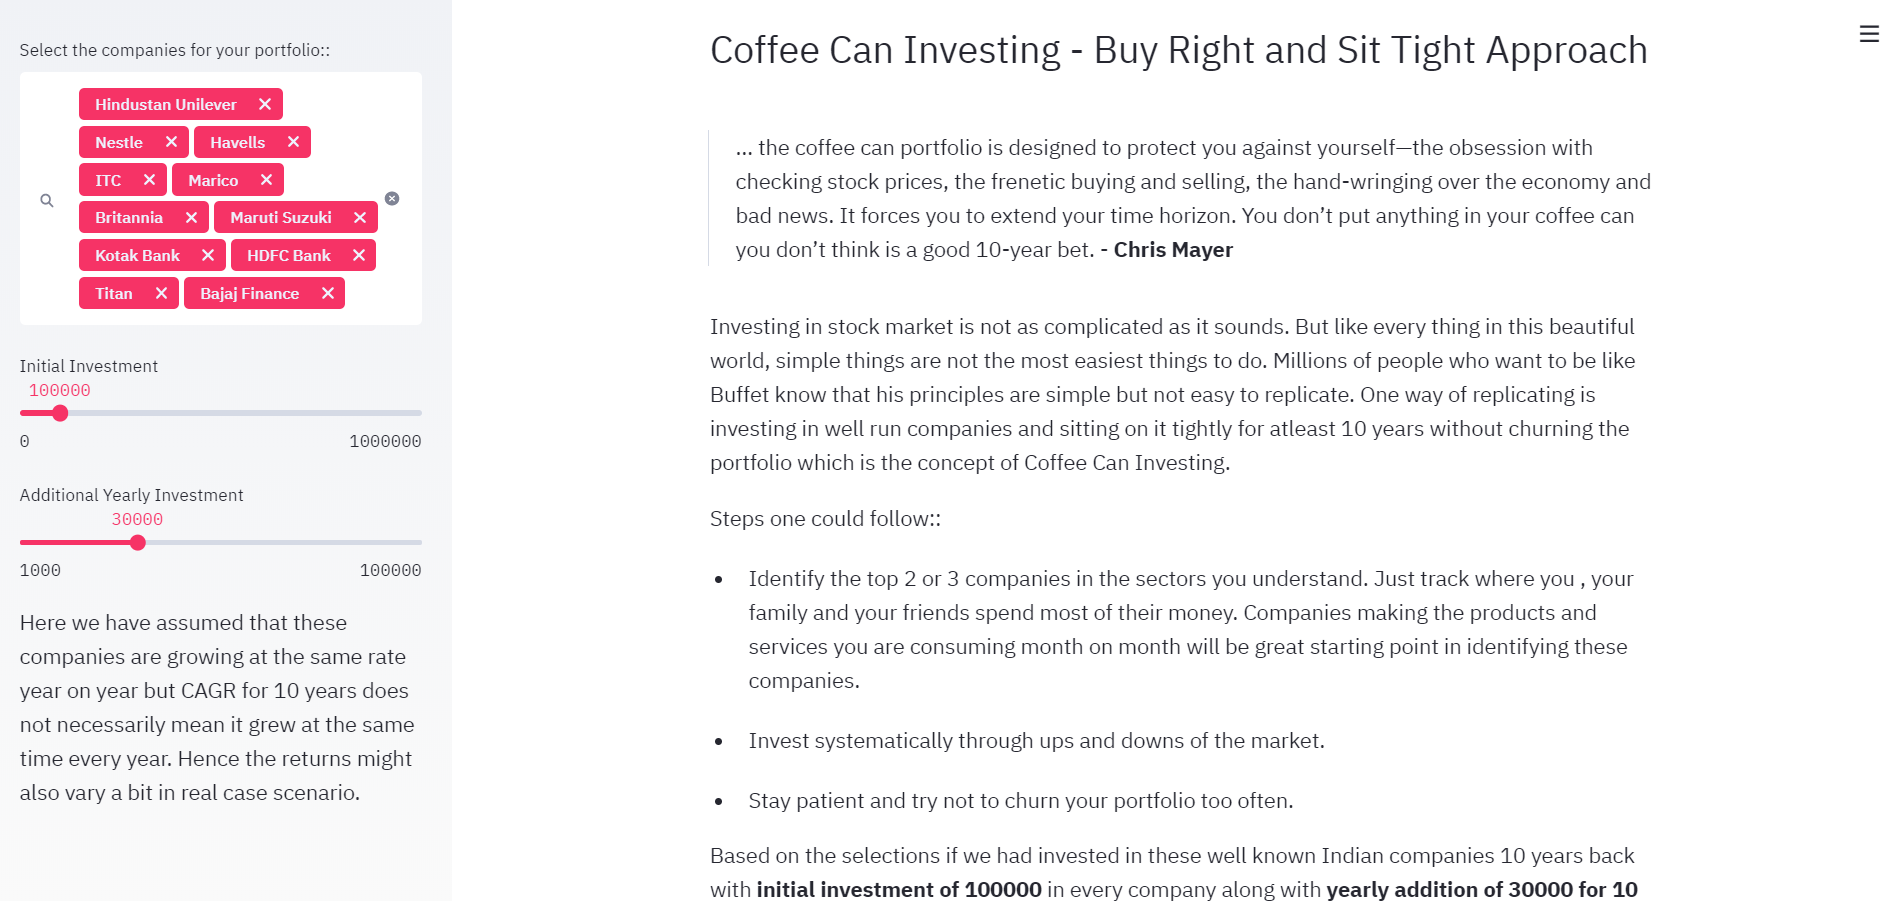 Select the companies for your portfolio::
Hindustan Unilever
Nestle Havells
ITC Marico
Britannia Maruti Suzuki
Kotak Bank HDFC Bank
Titan Bajaj Finance
Initial Investment
100000
0 1000000
Additional Yearly Investment
30000
1000 100000
Here we have assumed that these
companies are growing at the same rate
year on year but CAGR for 10 years does
not necessarily mean it grew at the same
time every year. Hence the returns might
also vary a bit in real case scenario.
Coffee Can Investing - Buy Right and Sit Tight Approach
... the coffee can portfolio is designed to protect you against yourself—the obsession with
checking stock prices, the frenetic buying and selling, the hand-wringing over the economy and
bad news. It forces you to extend your time horizon. You don’t put anything in your coffee can
you don’t think is a good 10-year bet. - Chris Mayer
Investing in stock market is not as complicated as it sounds. But like every thing in this beautiful
world, simple things are not the most easiest things to do. Millions of people who want to be like
Buffet know that his principles are simple but not easy to replicate. One way of replicating is
investing in well run companies and sitting on it tightly for atleast 10 years without churning the
portfolio which is the concept of Coffee Can Investing.
Steps one could follow::
Identify the top 2 or 3 companies in the sectors you understand. Just track where you , your
family and your friends spend most of their money. Companies making the products and
services you are consuming month on month will be great starting point in identifying these
companies.
Invest systematically through ups and downs of the market.
Stay patient and try not to churn your portfolio too often.
Based on the selections if we had invested in these well known Indian companies 10 years back
with initial investment of 100000 in every company along with yearly addition of 30000 for 10